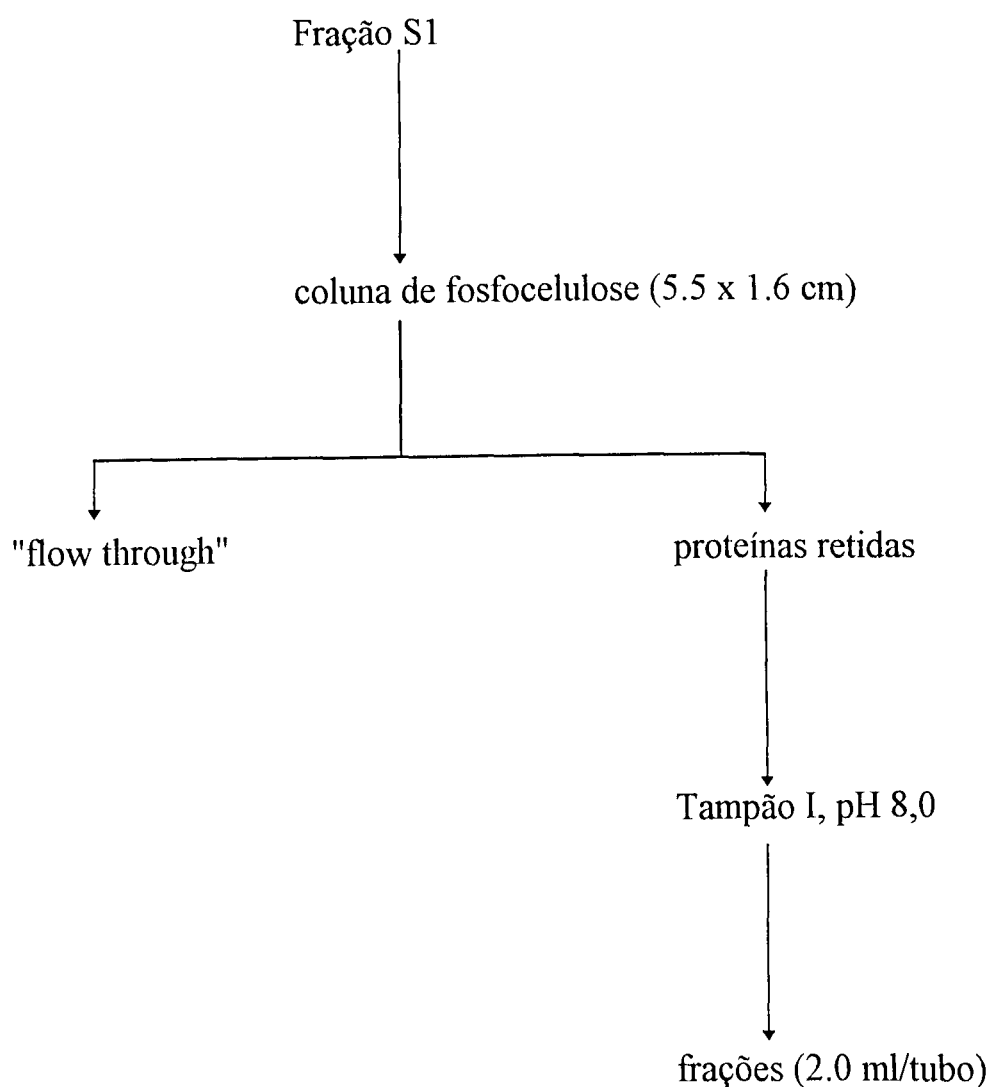 Fração S1
coluna de fosfocelulose (5.5 x 1.6 cm)
"flow through"
proteínas retidas
Tampão I, pH 8,0
frações (2.0 ml/tubo)